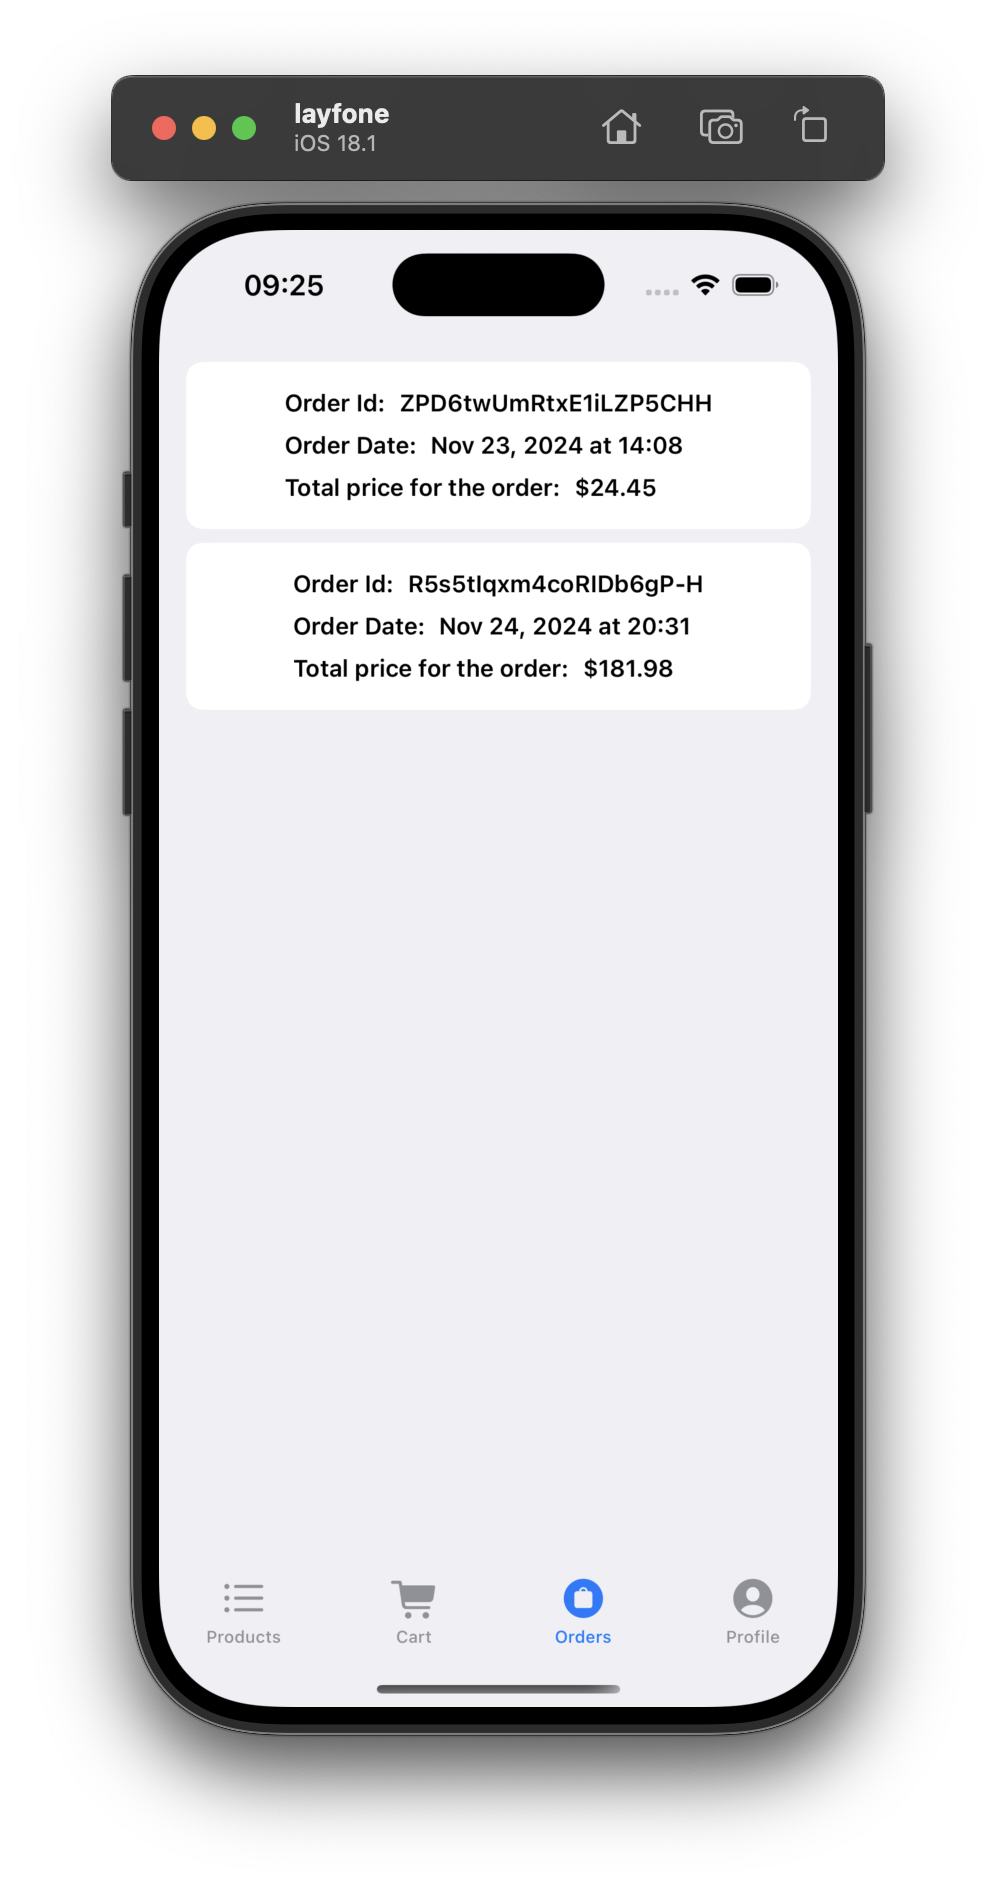 layfone
iOS 18.1
09:25
Order Id: ZPD6twUmRtxE1iLZP5CHH
Order Date: Nov 23, 2024 at 14:08
Total price for the order: $24.45
Order Id: R5s5tIqxm4coRIDb6gP-H
Order Date: Nov 24, 2024 at 20:31
Total price for the order: $181.98
Products
Cart
Orders
Profile